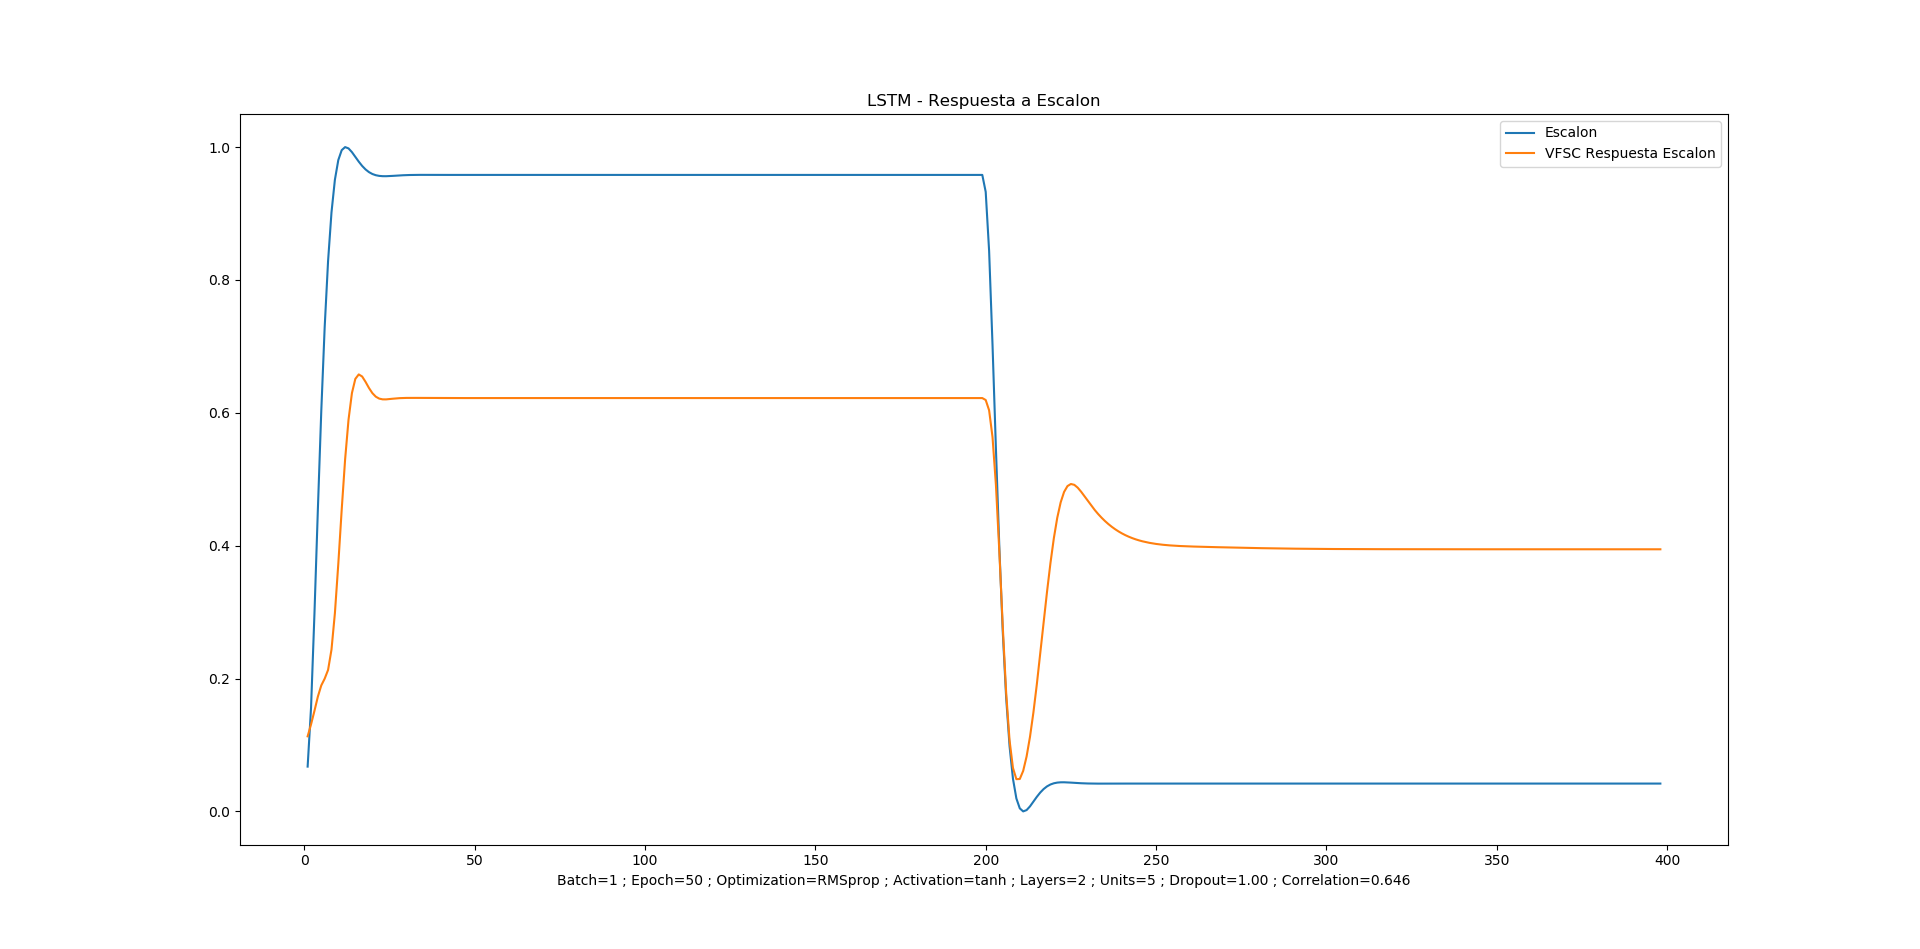 LSTM - Respuesta a Escalon
Escalon
VFSC Respuesta Escalon
1.0
0.8
0.6
0.4
0.2
0.0
0 50 100 150 200 250 300 350 400
Batch=1 ; Epoch=50 ; Optimization=RMSprop ; Activation=tanh ; Layers=2 ; Units=5 ; Dropout=1.00 ; Correlation=0.646